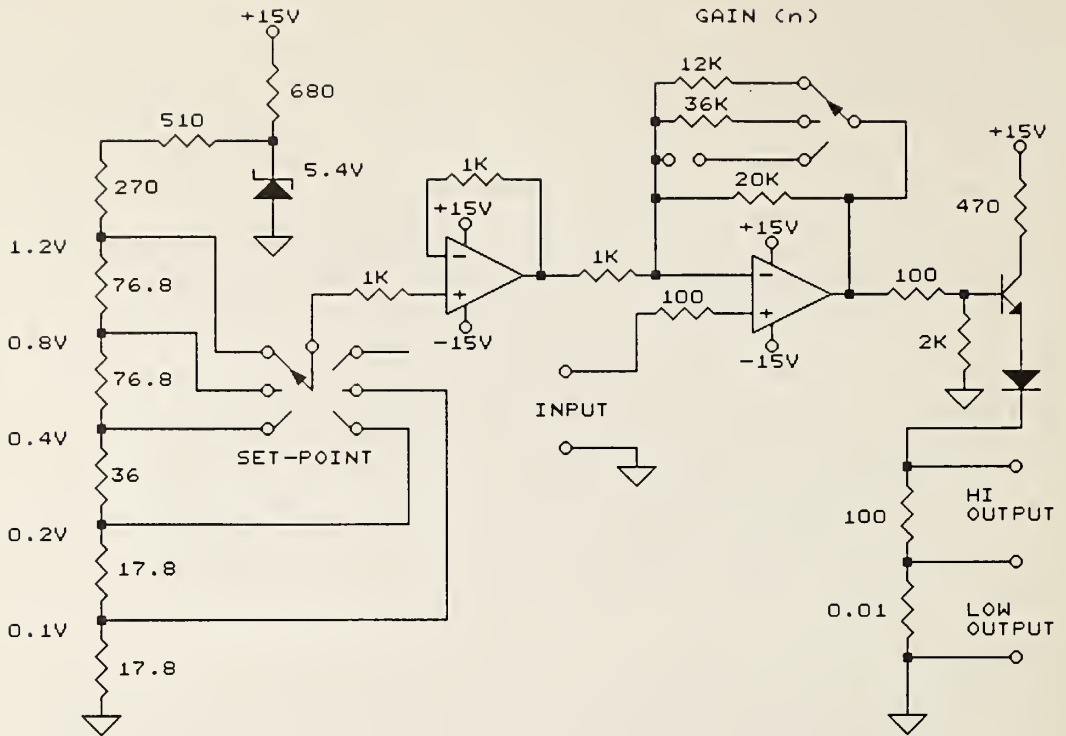 +15V
GAIN (n)
680
510
5.4V
270
12K
36K
20K
+15V
470
1K
+15V
-15V
1K
1K
100
+15V
-15V
100
2K
1.2V
76.8
0.8V
76.8
0.4V
36
0.2V
17.8
0.1V
17.8
SET-POINT
INPUT
100
HI
OUTPUT
0.01
LOW
OUTPUT
+
−
+
−